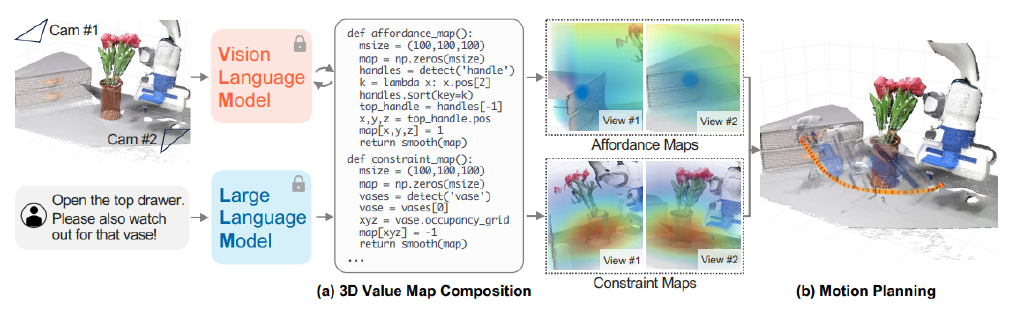 Cam #1
Cam #2
Vision
Language
Model
Open the top drawer.
Please also watch
out for that vase!
Large
Language
Model
def affordance_map():
  msize = (100,100,100)
  map = np.zeros(msize)
  handles = detect('handle')
  k = lambda x: x.pos[2]
  handles.sort(key=k)
  top_handle = handles[-1]
  x,y,z = top_handle.pos
  map[x,y,z] = 1
  return smooth(map)
def constraint_map():
  msize = (100,100,100)
  map = np.zeros(msize)
  vases = detect('vase')
  vase = vases[0]
  xyz = vase.occupancy_grid
  map[xyz] = -1
  return smooth(map)
...
View #1
View #2
Affordance Maps
View #1
View #2
Constraint Maps
(a) 3D Value Map Composition
(b) Motion Planning